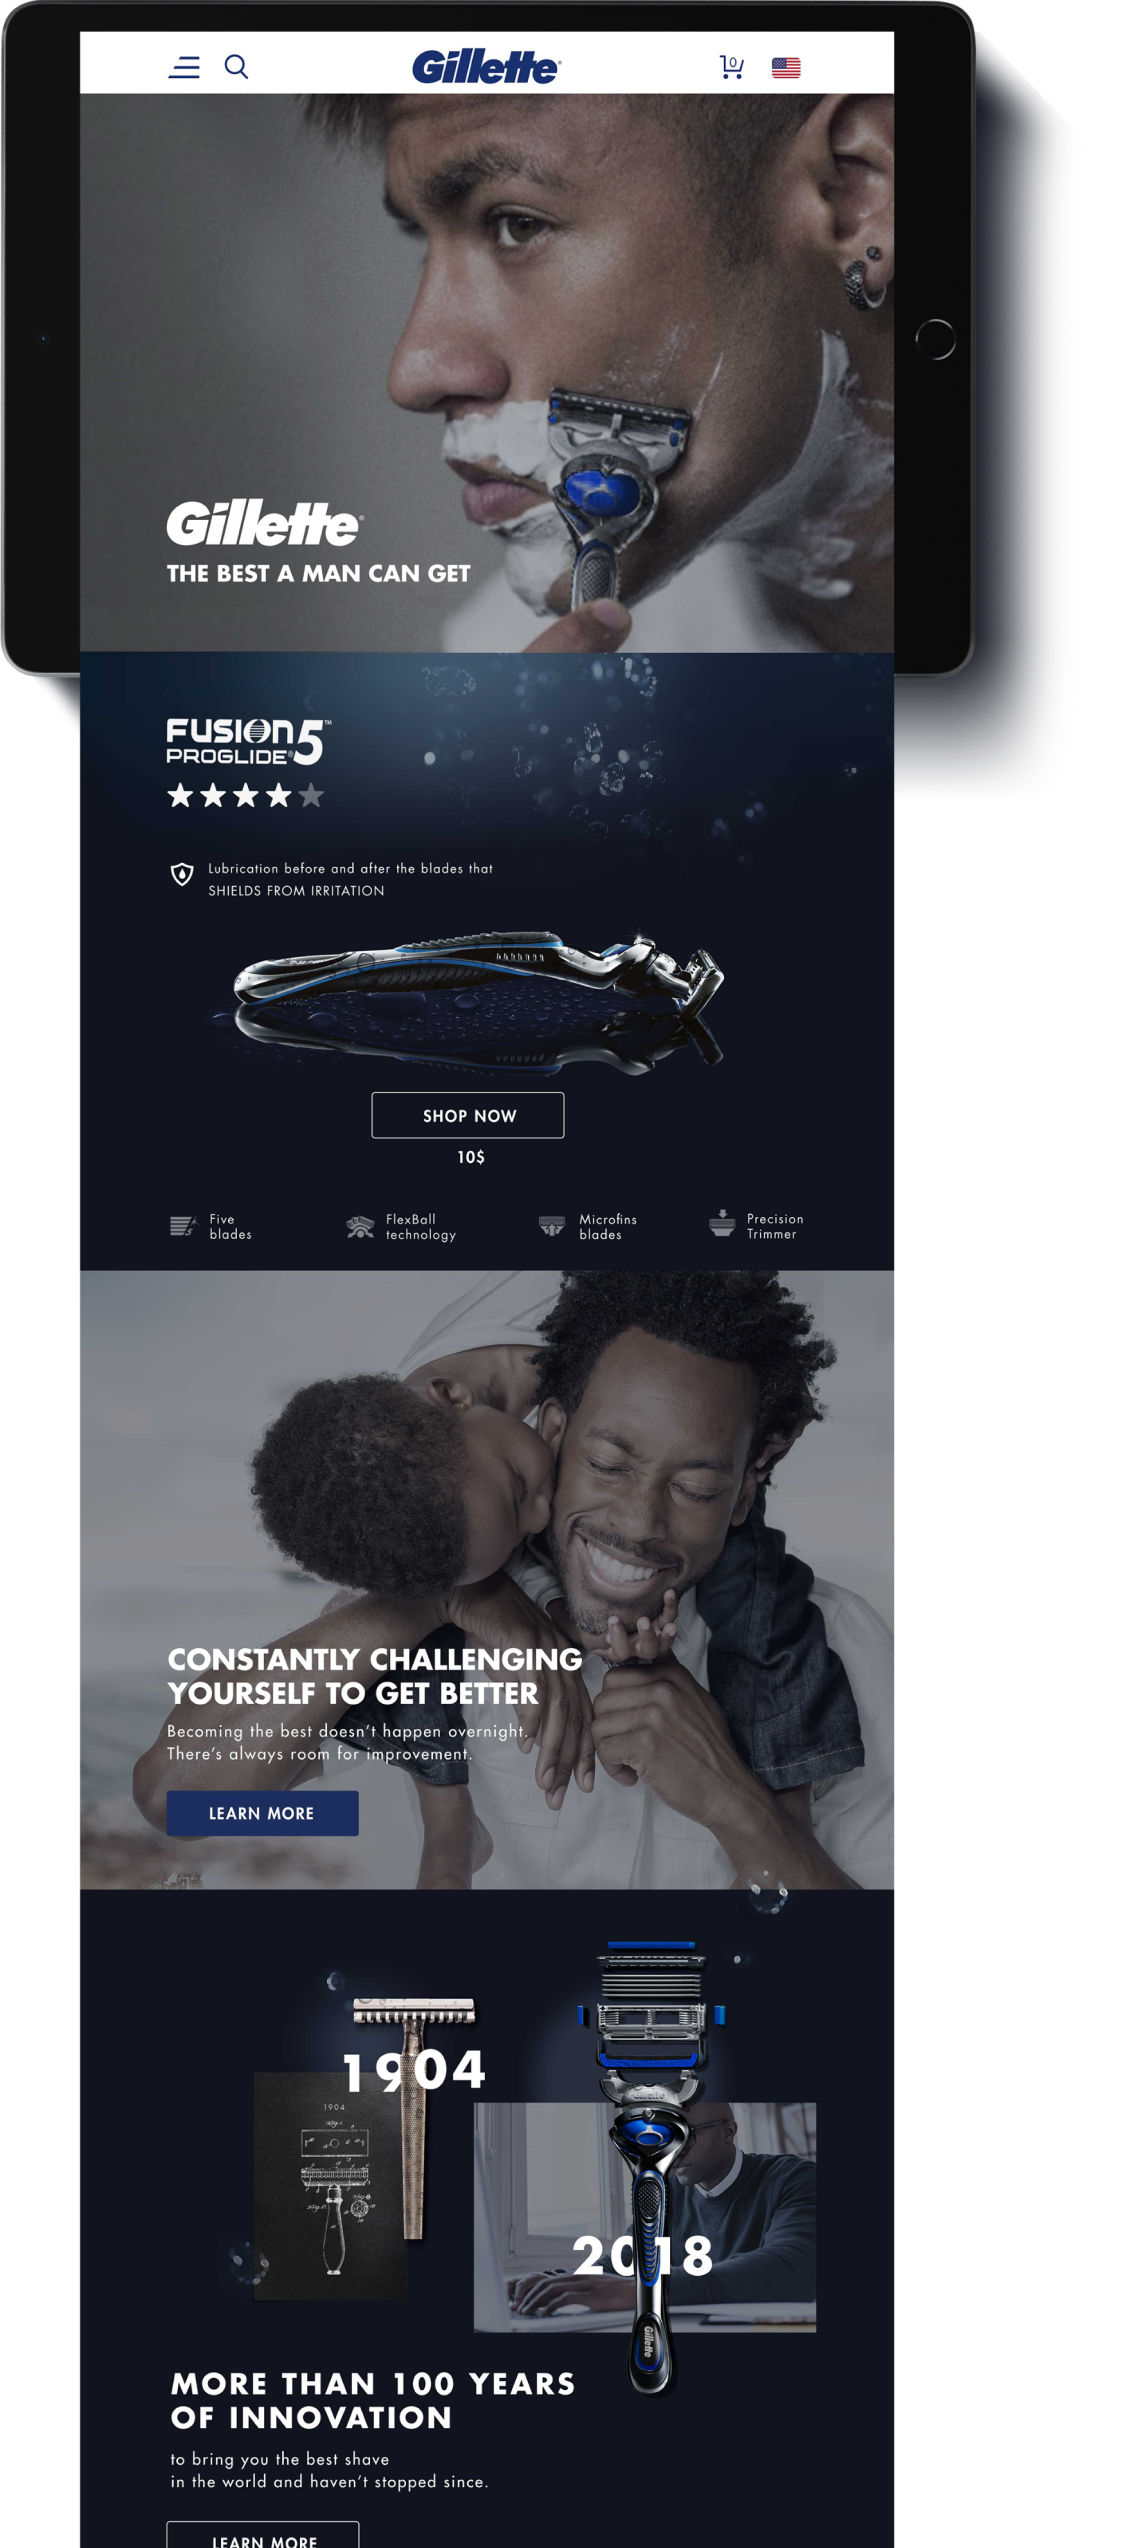 Gillette®
0
Gillette®
THE BEST A MAN CAN GET
FUSION5™
PROGLIDE®
Lubrication before and after the blades that
SHIELDS FROM IRRITATION
SHOP NOW
10$
Five
blades
FlexBall
technology
Microfins
blades
Precision
Trimmer
CONSTANTLY CHALLENGING
YOURSELF TO GET BETTER
Becoming the best doesn't happen overnight.
There's always room for improvement.
LEARN MORE
1904
1904
Gillette
2018
Gillette
MORE THAN 100 YEARS
OF INNOVATION
to bring you the best shave
in the world and haven't stopped since.
LEARN MORE